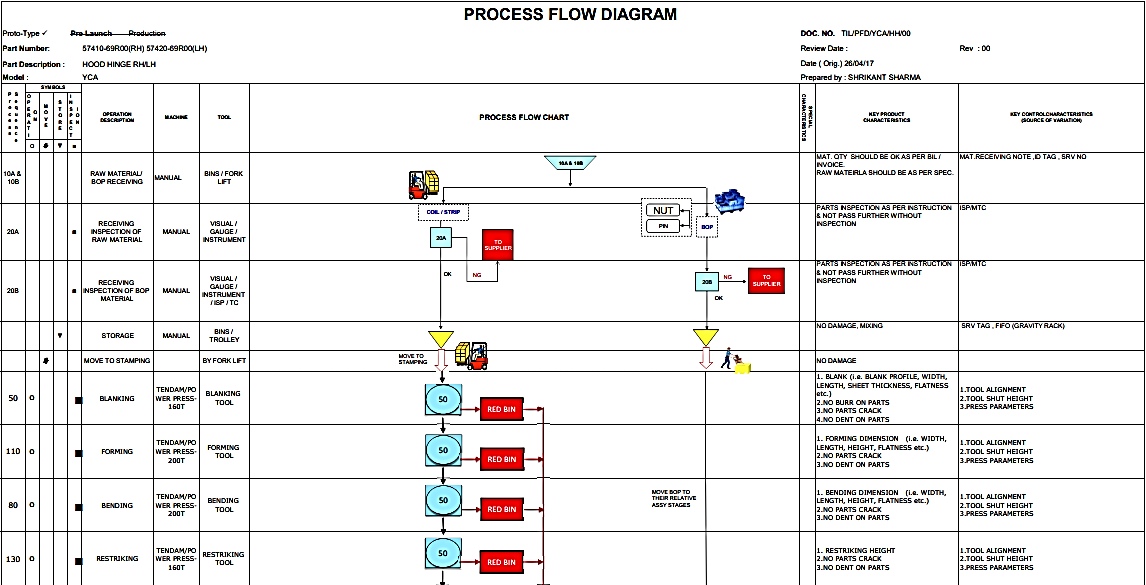 PROCESS FLOW DIAGRAM
Proto-Type ✓ Pre Launch Production
DOC. NO. TIL/PFD/YCA/HH/00
Part Number: 57410-69R00(RH) 57420-69R00(LH)
Review Date : Rev : 00
Part Description : HOOD HINGE RH/LH
Date ( Orig.) 26/04/17
Model : YCA
Prepared by : SHRIKANT SHARMA
Process Sequence
SYMBOLS
OPERATION
MOVE
STORE
INSPECTION
OPERATION
DESCRIPTION
MACHINE
TOOL
PROCESS FLOW CHART
SPECIAL
CHARACTERISTICS
KEY PRODUCT
CHARACTERISTICS
KEY CONTROLCHARACTERISTICS
(SOURCE OF VARIATION)
10A &
10B
RAW MATERIAL/
BOP RECEIVING
MANUAL
BINS / FORK
LIFT
10A & 10B
MAT. QTY SHOULD BE OK AS PER BIL /
INVOICE.
RAW MATEIRLA SHOULD BE AS PER SPEC.
MAT.RECEIVING NOTE ,ID TAG , SRV NO
20A
RECEIVING
INSPECTION OF
RAW MATERIAL
MANUAL
VISUAL /
GAUGE /
INSTRUMENT
COIL / STRIP
20A
TO
SUPPLIER
OK
NG
NUT
PIN
BOP
PARTS INSPECTION AS PER INSTRUCTION
& NOT PASS FURTHER WITHOUT
INSPECTION
ISP/MTC
20B
RECEIVING
INSPECTION OF BOP
MATERIAL
MANUAL
VISUAL /
GAUGE /
INSTRUMENT
/ ISP / TC
20B
NG
TO
SUPPLIER
OK
PARTS INSPECTION AS PER INSTRUCTION
& NOT PASS FURTHER WITHOUT
INSPECTION
ISP/MTC
STORAGE
MANUAL
BINS /
TROLLEY
NO DAMAGE, MIXING
SRV TAG , FIFO (GRAVITY RACK)
MOVE TO STAMPING
BY FORK LIFT
MOVE TO
STAMPING
NO DAMAGE
50
O
BLANKING
TENDAM/PO
WER PRESS-
160T
BLANKING
TOOL
50
RED BIN
1. BLANK (i.e. BLANK PROFILE, WIDTH,
LENGTH, SHEET THICKNESS, FLATNESS
etc.)
2.NO BURR ON PARTS
3.NO PARTS CRACK
4.NO DENT ON PARTS
1.TOOL ALIGNMENT
2.TOOL SHUT HEIGHT
3.PRESS PARAMETERS
110
O
FORMING
TENDAM/PO
WER PRESS-
200T
FORMING
TOOL
50
RED BIN
1. FORMING DIMENSION (i.e. WIDTH,
LENGTH, HEIGHT, FLATNESS etc.)
2.NO PARTS CRACK
3.NO DENT ON PARTS
1.TOOL ALIGNMENT
2.TOOL SHUT HEIGHT
3.PRESS PARAMETERS
80
O
BENDING
TENDAM/PO
WER PRESS-
200T
BENDING
TOOL
50
RED BIN
MOVE BOP TO
THEIR RELATIVE
ASSY STAGES
1. BENDING DIMENSION (i.e. WIDTH,
LENGTH, HEIGHT, FLATNESS etc.)
2.NO PARTS CRACK
3.NO DENT ON PARTS
1.TOOL ALIGNMENT
2.TOOL SHUT HEIGHT
3.PRESS PARAMETERS
130
O
RESTRIKING
TENDAM/PO
WER PRESS-
160T
RESTRIKING
TOOL
50
RED BIN
1. RESTRIKING HEIGHT
2.NO PARTS CRACK
3.NO DENT ON PARTS
1.TOOL ALIGNMENT
2.TOOL SHUT HEIGHT
3.PRESS PARAMETERS